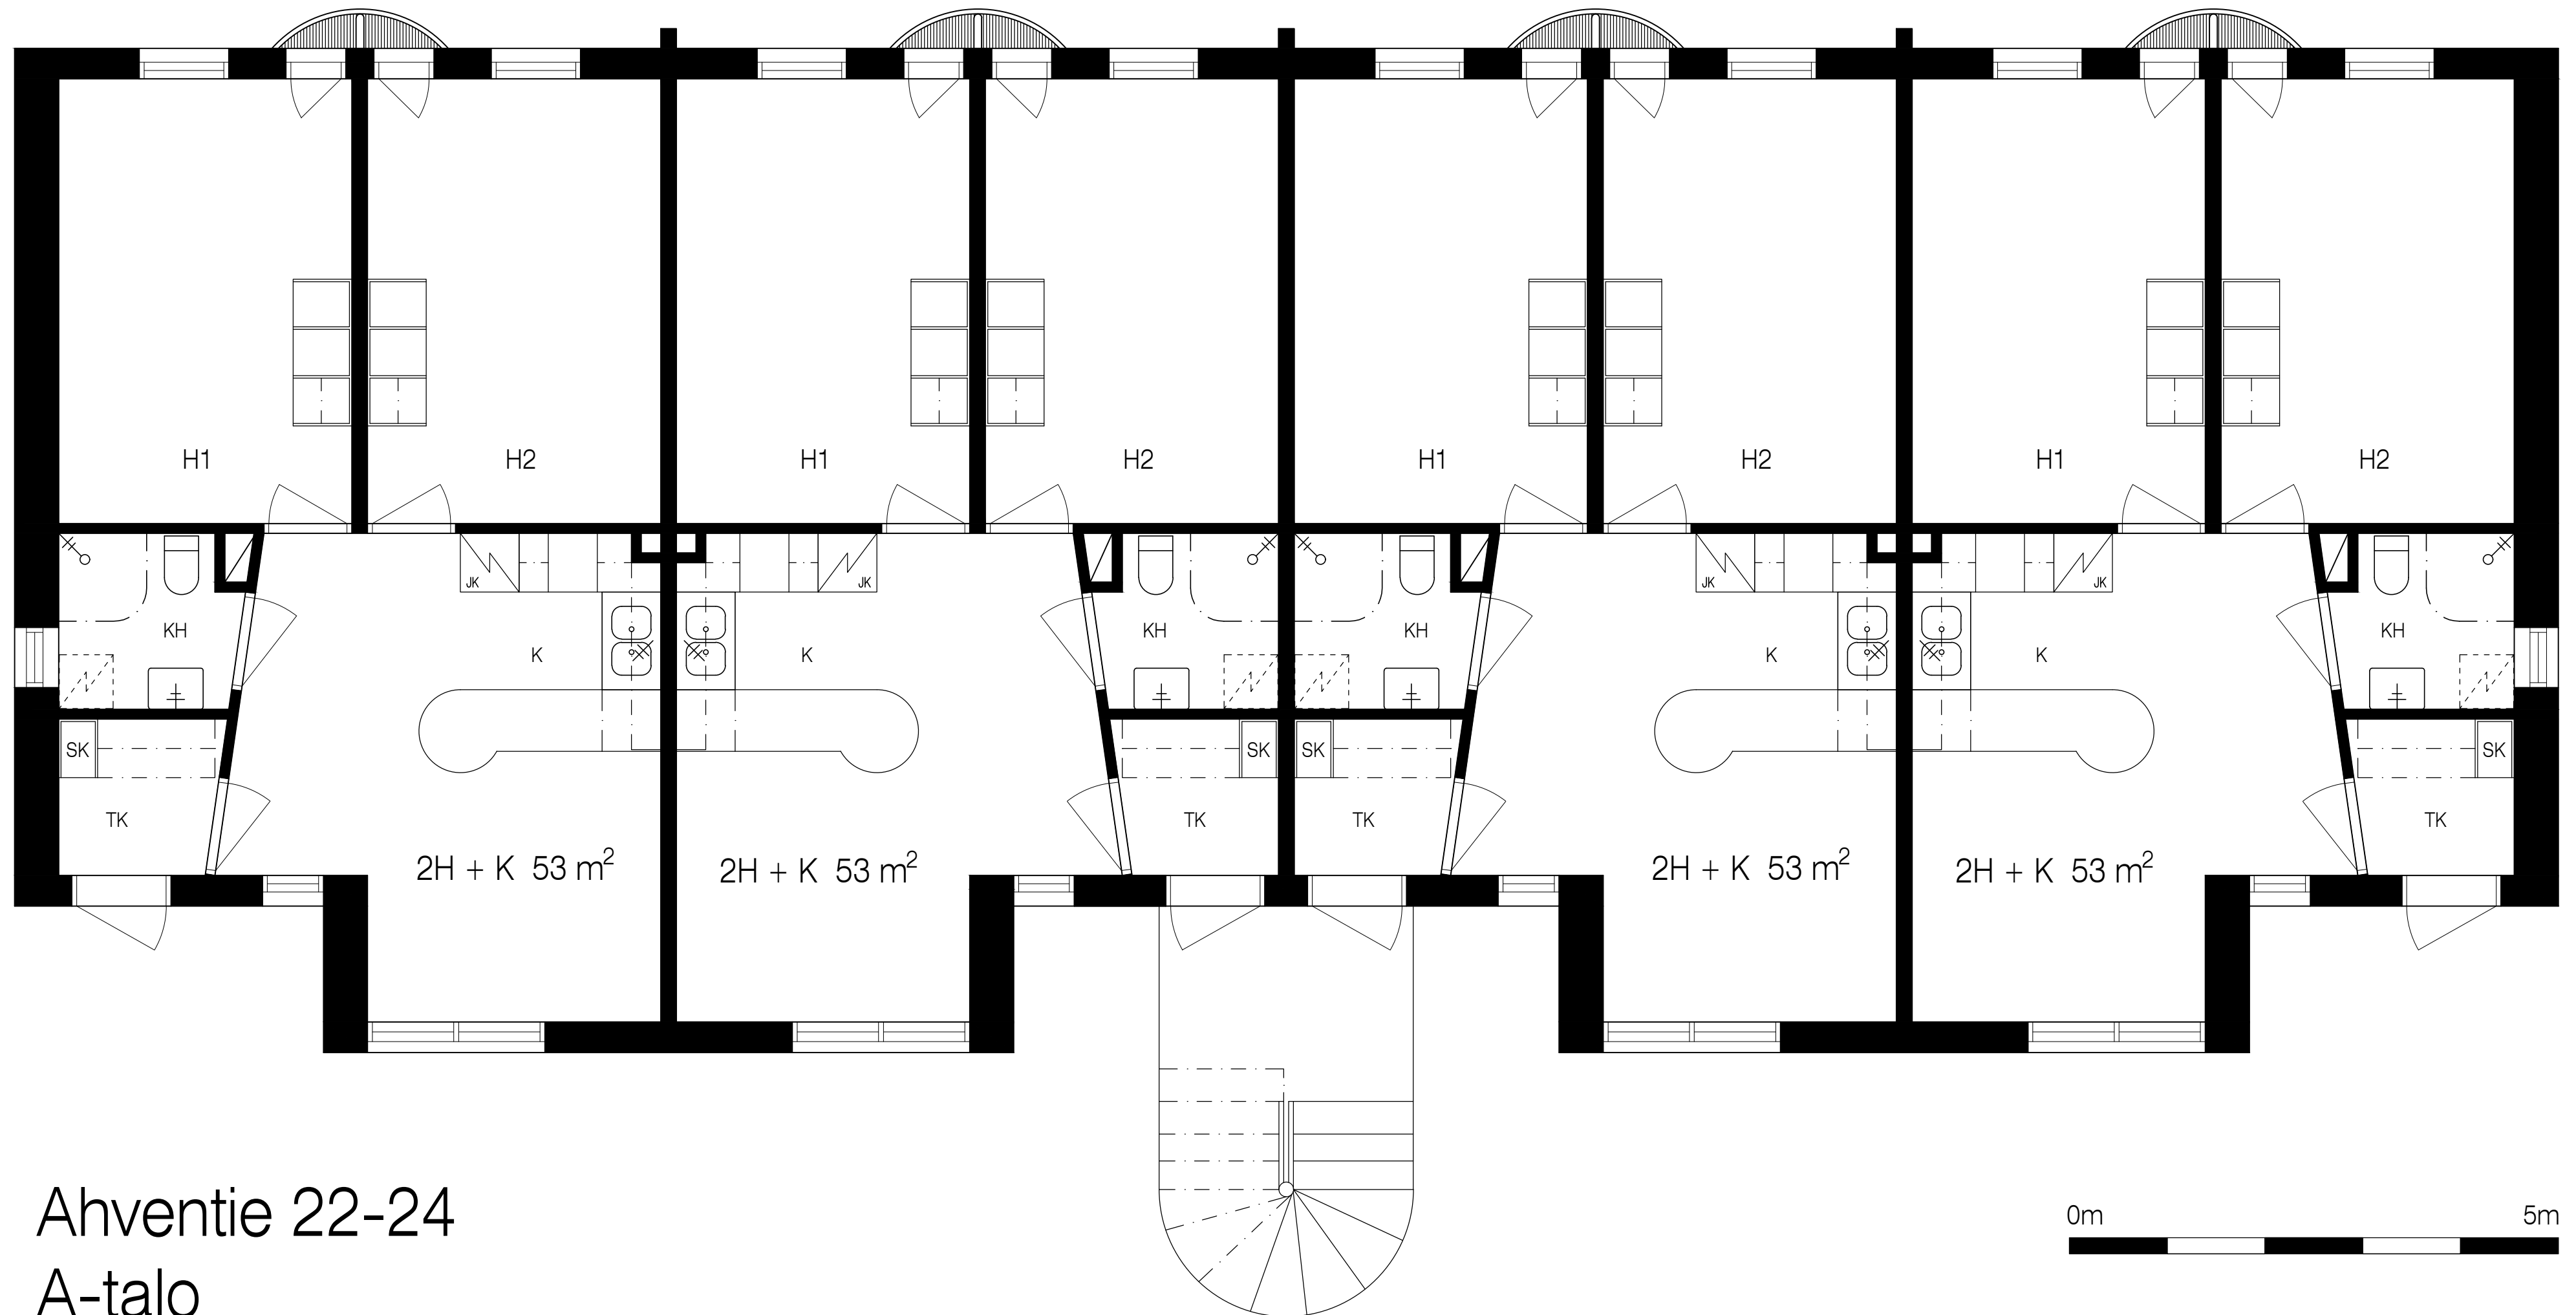 H1 H2 H1 H2 H1 H2 H1 H2
JK JK JK JK
KH K K KH KH K K KH
SK SK SK SK
TK TK TK TK
2H + K 53 m² 2H + K 53 m² 2H + K 53 m² 2H + K 53 m²
0m 5m
Ahventie 22-24
A-talo